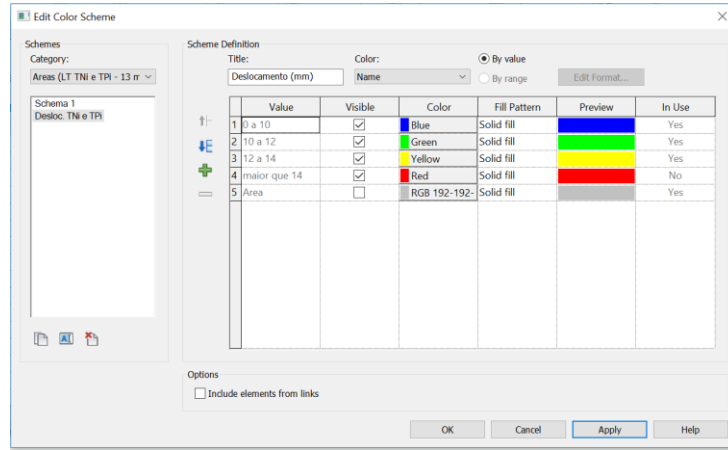 Edit Color Scheme
Schemes
Category:
Areas (LT TNi e TPi - 13 m
Schema 1
Desloc. TNi e TPi
Scheme Definition
Title: Color:
Deslocamento (mm) Name By value
By range Edit Format...
Value Visible Color Fill Pattern Preview In Use
1 0 a 10 Blue Solid fill Yes
2 10 a 12 Green Solid fill Yes
3 12 a 14 Yellow Solid fill Yes
4 maior que 14 Red Solid fill No
5 Area RGB 192-192- Solid fill Yes
Options
Include elements from links
OK Cancel Apply Help